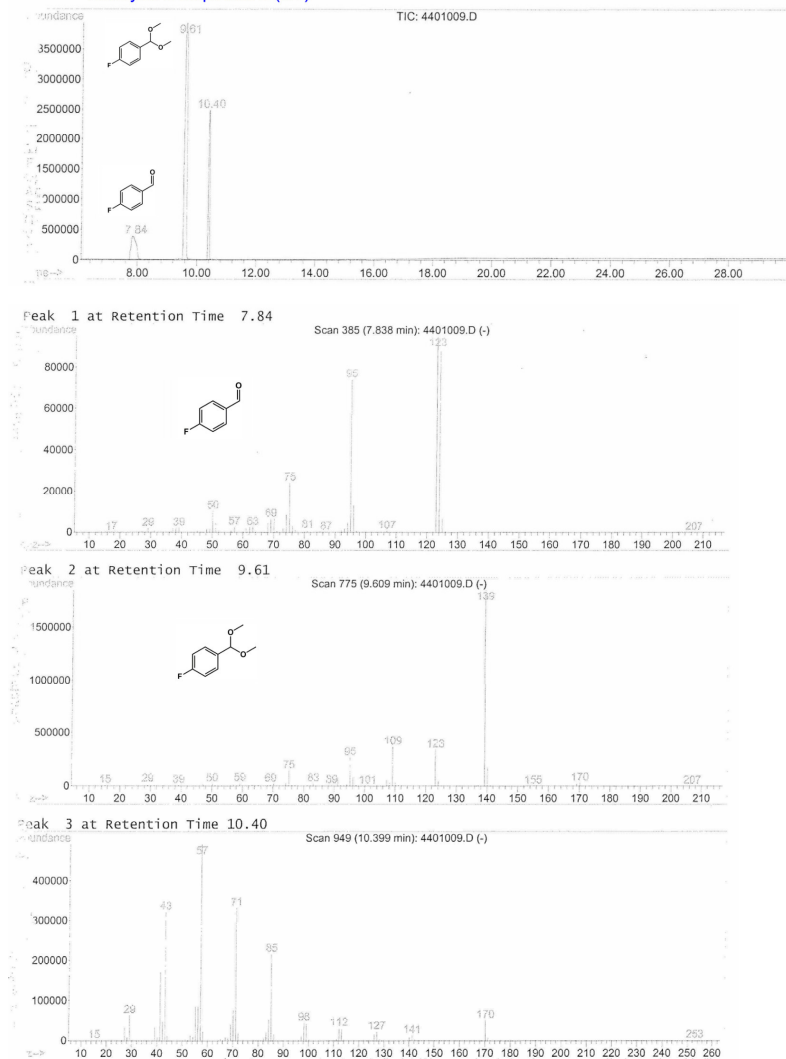 TIC: 4401009.D
9.61
3500000
3000000
10.40
2500000
2000000
1500000
500000
7.84
0
8.00 10.00 12.00 14.00 16.00 18.00 20.00 22.00 24.00 26.00 28.00
O
O
F
O
F
Peak 1 at Retention Time 7.84
Scan 385 (7.838 min): 4401009.D (-)
123
80000
95
60000
40000
75
20000
50
17 29 39 57 63 69 81 87 107 207
0
10 20 30 40 50 60 70 80 90 100 110 120 130 140 150 160 170 180 190 200 210
O
F
Peak 2 at Retention Time 9.61
Scan 775 (9.609 min): 4401009.D (-)
139
1500000
1000000
500000
109 123
95
75
15 29 39 50 59 69 83 89 101 155 170 207
0
10 20 30 40 50 60 70 80 90 100 110 120 130 140 150 160 170 180 190 200 210
O
O
F
Peak 3 at Retention Time 10.40
Scan 949 (10.399 min): 4401009.D (-)
57
400000
43
71
300000
85
200000
100000
29
98 112 127 141 170
15 253
0
10 20 30 40 50 60 70 80 90 100 110 120 130 140 150 160 170 180 190 200 210 220 230 240 250 260